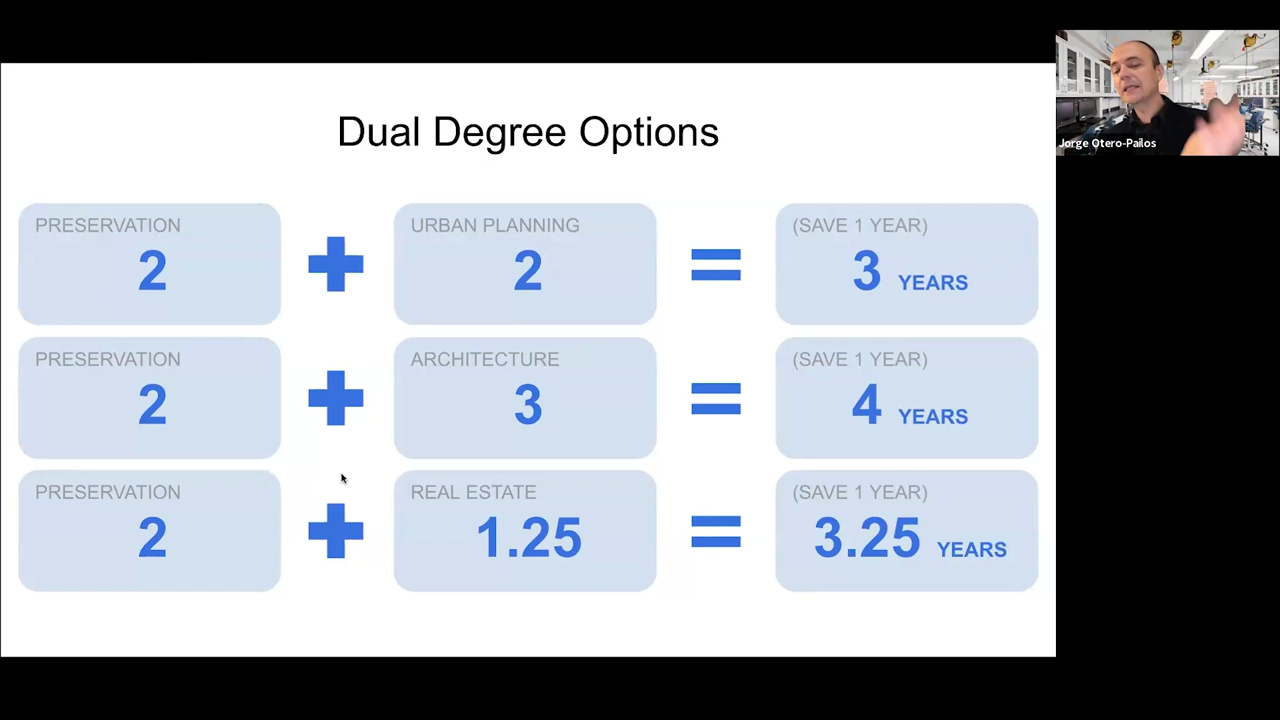 Dual Degree Options
PRESERVATION
2
URBAN PLANNING
2
(SAVE 1 YEAR)
3 YEARS
PRESERVATION
2
ARCHITECTURE
3
(SAVE 1 YEAR)
4 YEARS
PRESERVATION
2
REAL ESTATE
1.25
(SAVE 1 YEAR)
3.25 YEARS
Jorge Otero-Pailos